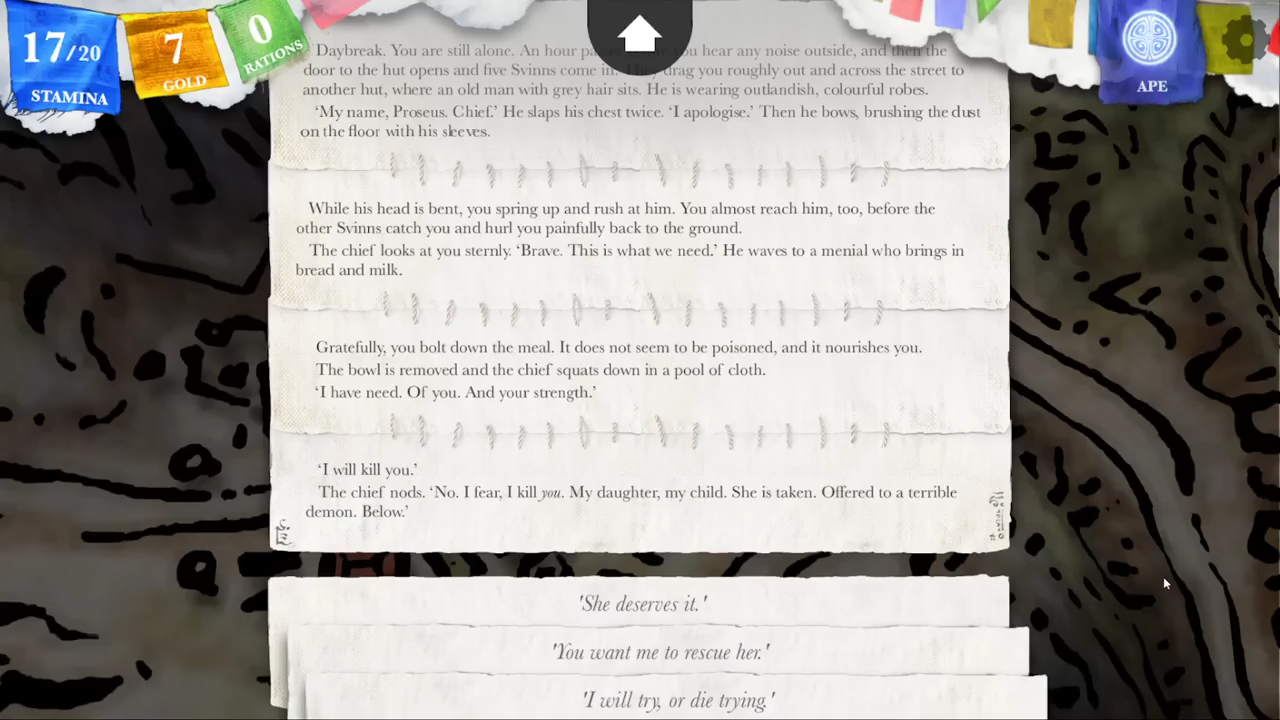 17/20
STAMINA
7
GOLD
0
RATIONS
APE
Daybreak. You are still alone. An hour you hear any noise outside, and then the
door to the hut opens and five Svinns come in. They drag you roughly out and across the street to
another hut, where an old man with grey hair sits. He is wearing outlandish, colourful robes.
‘My name, Proseus. Chief.’ He slaps his chest twice. ‘I apologise.’ Then he bows, brushing the dust
on the floor with his sleeves.
While his head is bent, you spring up and rush at him. You almost reach him, too, before the
other Svinns catch you and hurl you painfully back to the ground.
The chief looks at you sternly. ‘Brave. This is what we need.’ He waves to a menial who brings in
bread and milk.
Gratefully, you bolt down the meal. It does not seem to be poisoned, and it nourishes you.
The bowl is removed and the chief squats down in a pool of cloth.
‘I have need. Of you. And your strength.’
‘I will kill you.’
The chief nods. ‘No. I fear, I kill you. My daughter, my child. She is taken. Offered to a terrible
demon. Below.’
'She deserves it.'
'You want me to rescue her.'
'I will try, or die trying.'